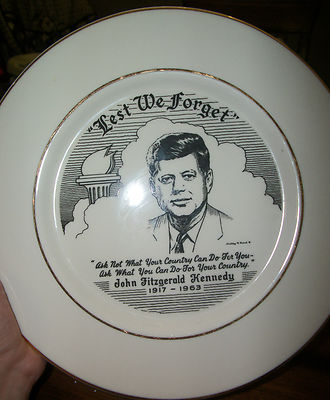 "Lest We Forget"
"Ask Not What Your Country Can Do For You—
Ask What You Can Do For Your Country.
John Fitzgerald Kennedy
1917 - 1963